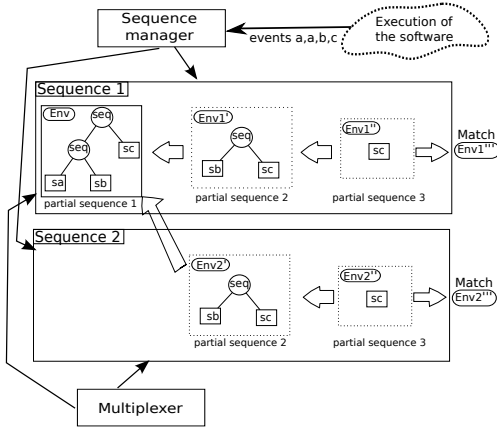 Sequence
manager
events a,a,b,c
Execution of
the software
Sequence 1
Env
seq
seq
sc
sa
sb
partial sequence 1
Env1'
seq
sb
sc
partial sequence 2
Env1''
sc
partial sequence 3
Match
Env1'''
Sequence 2
Env2'
seq
sb
sc
partial sequence 2
Env2''
sc
partial sequence 3
Match
Env2'''
Multiplexer